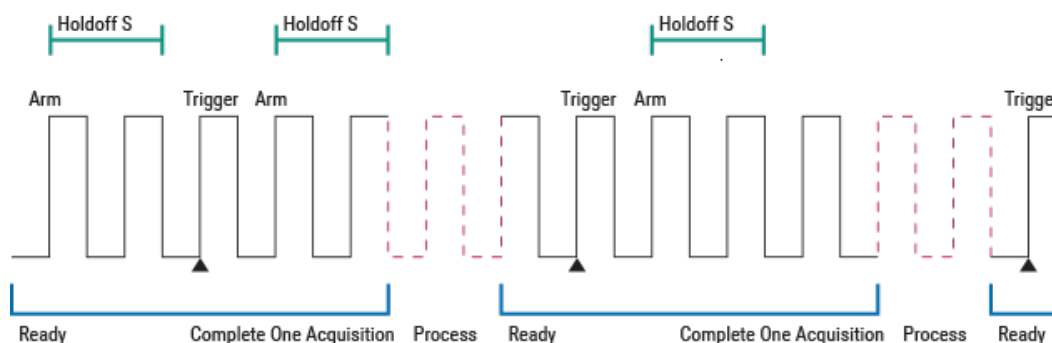 Holdoff S Holdoff S Holdoff S
Arm Trigger Arm Trigger Arm Trigge
Ready Complete One Acquisition Process Ready Complete One Acquisition Process Ready